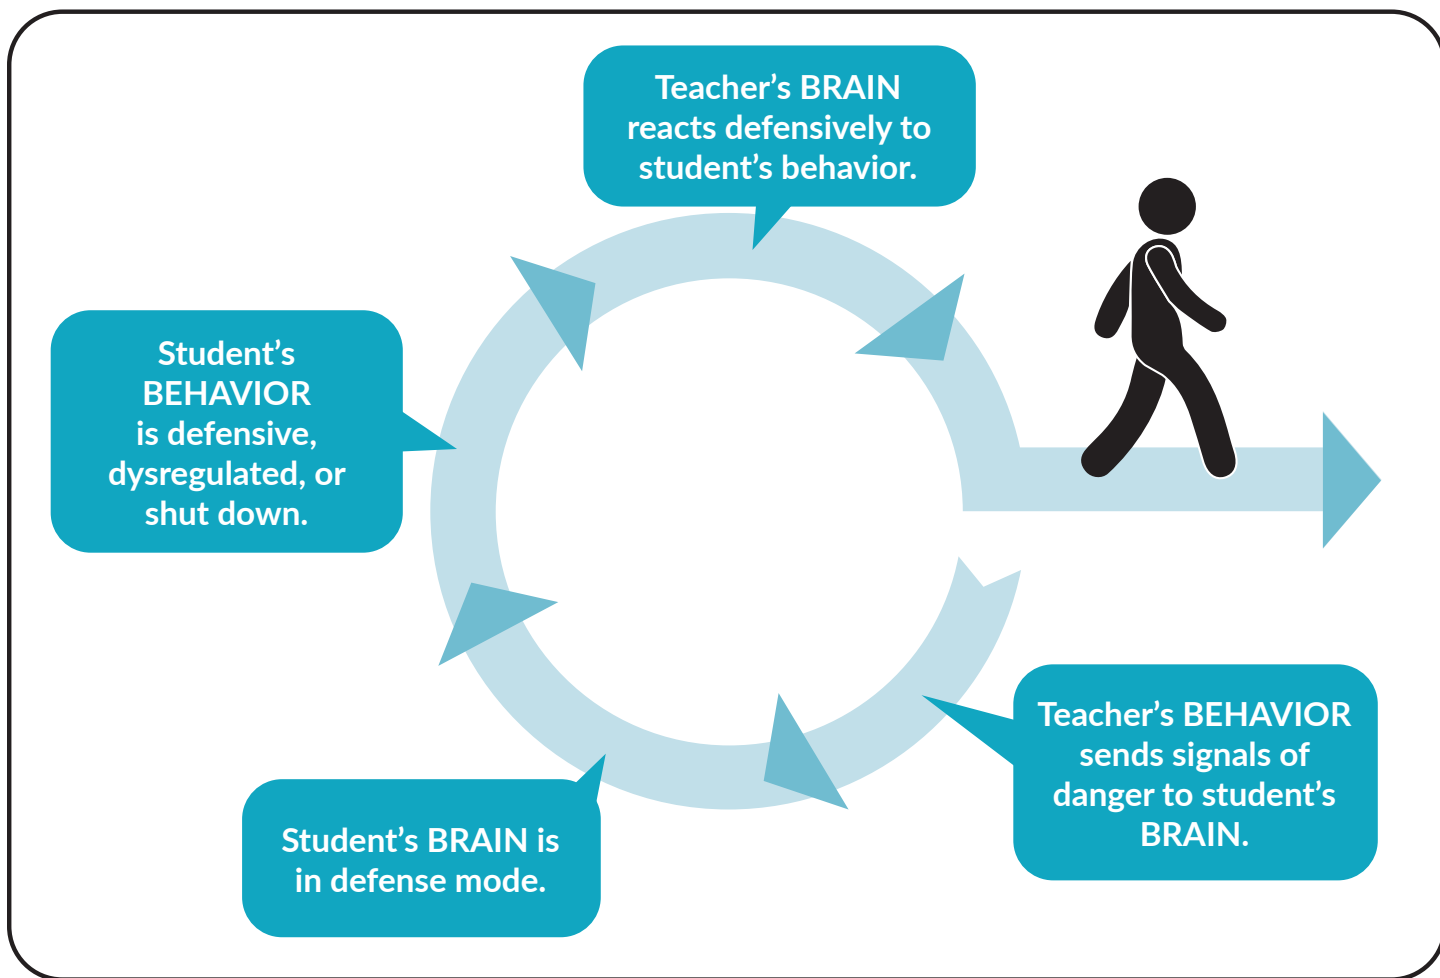 Teacher’s BRAIN
reacts defensively to
student’s behavior.
Student’s
BEHAVIOR
is defensive,
dysregulated, or
shut down.
Teacher’s BEHAVIOR
sends signals of
danger to student’s
BRAIN.
Student’s BRAIN is
in defense mode.